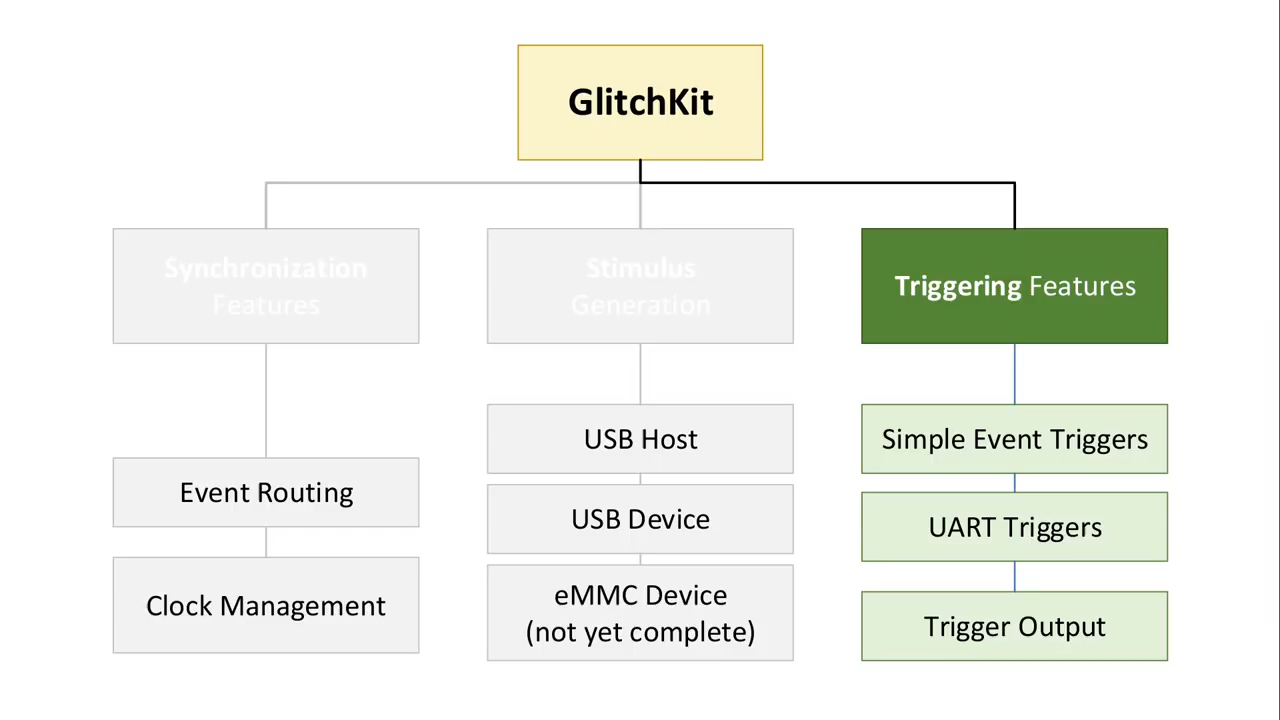 GlitchKit
Synchronization
Features
Stimulus
Generation
Triggering Features
Event Routing
Clock Management
USB Host
USB Device
eMMC Device
(not yet complete)
Simple Event Triggers
UART Triggers
Trigger Output